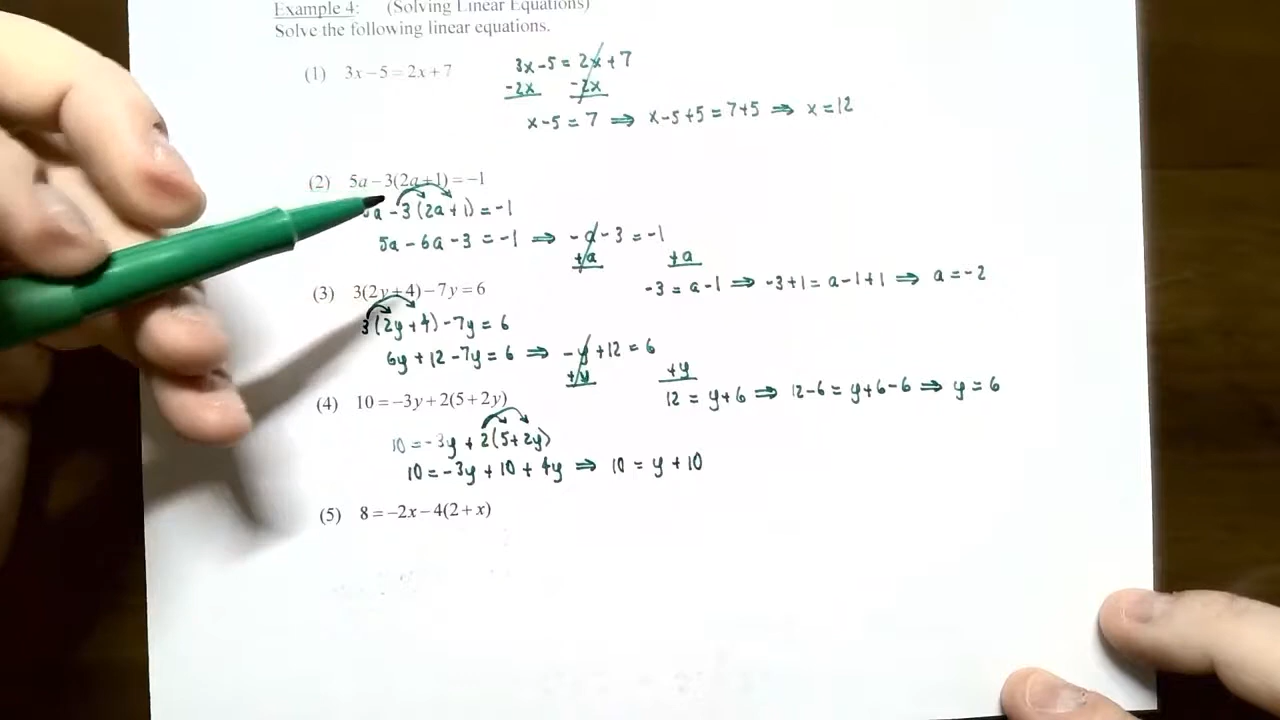 Example 4: (Solving Linear Equations)
Solve the following linear equations.
(1) 3x – 5 = 2x + 7
3x - 5 = 2x + 7
-2x -2x
x - 5 = 7 ⇒ x - 5 + 5 = 7 + 5 ⇒ x = 12
(2) 5a – 3(2a + 1) = –1
a - 3(2a + 1) = -1
5a - 6a - 3 = -1 ⇒ -a - 3 = -1
+a +a
-3 = a - 1 ⇒ -3 + 1 = a - 1 + 1 ⇒ a = -2
(3) 3(2y + 4) – 7y = 6
3(2y + 4) - 7y = 6
6y + 12 - 7y = 6 ⇒ -y + 12 = 6
+y +y
12 = y + 6 ⇒ 12 - 6 = y + 6 - 6 ⇒ y = 6
(4) 10 = –3y + 2(5 + 2y)
10 = -3y + 2(5 + 2y)
10 = -3y + 10 + 4y ⇒ 10 = y + 10
(5) 8 = –2x – 4(2 + x)